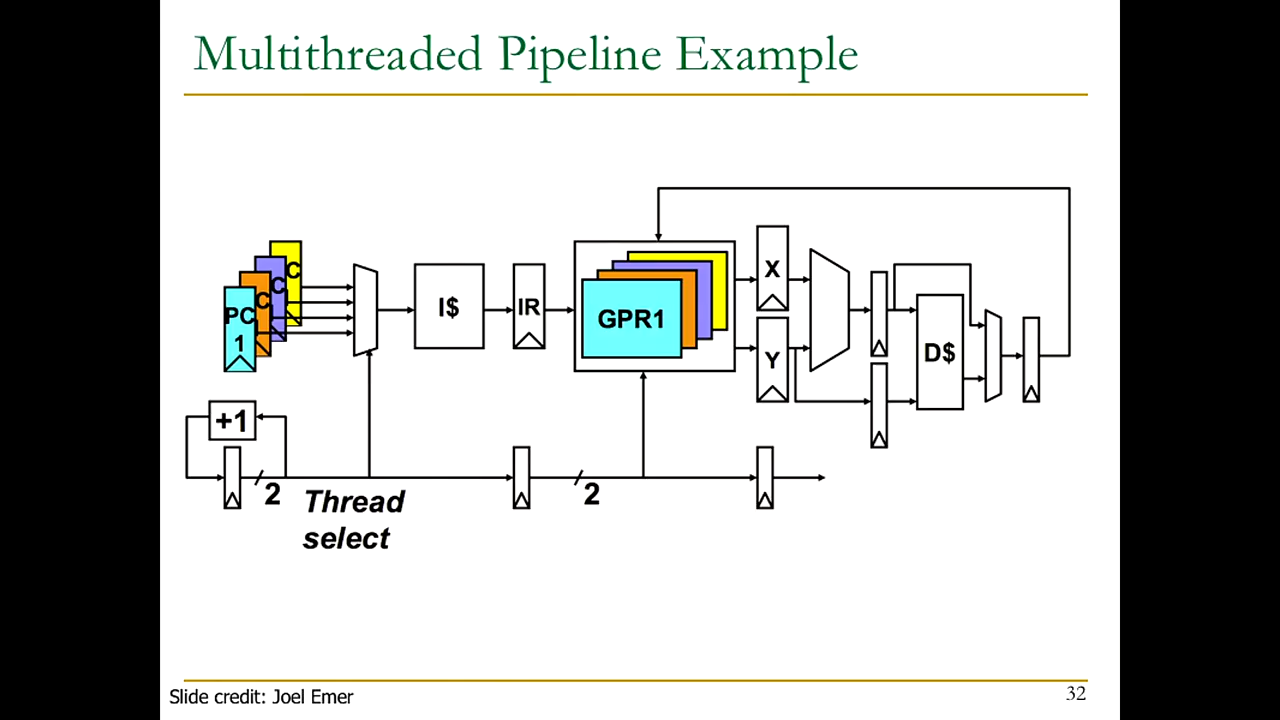 Multithreaded Pipeline Example
C
C
C
PC
1
I$
IR
GPR1
X
Y
D$
+1
2
Thread
select
2
Slide credit: Joel Emer
32